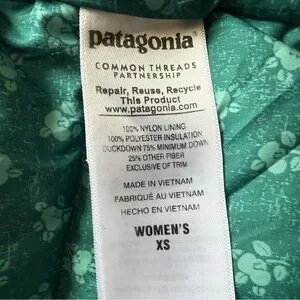 patagonia®
COMMON THREADS
PARTNERSHIP
Repair, Reuse, Recycle
This Product
www.patagonia.com
100% NYLON LINING
100% POLYESTER INSULATION
DUCKDOWN 75% MINIMUM DOWN
25% OTHER FIBER
EXCLUSIVE OF TRIM
MADE IN VIETNAM
FABRIQUÉ AU VIETNAM
HECHO EN VIETNAM
WOMEN'S
XS